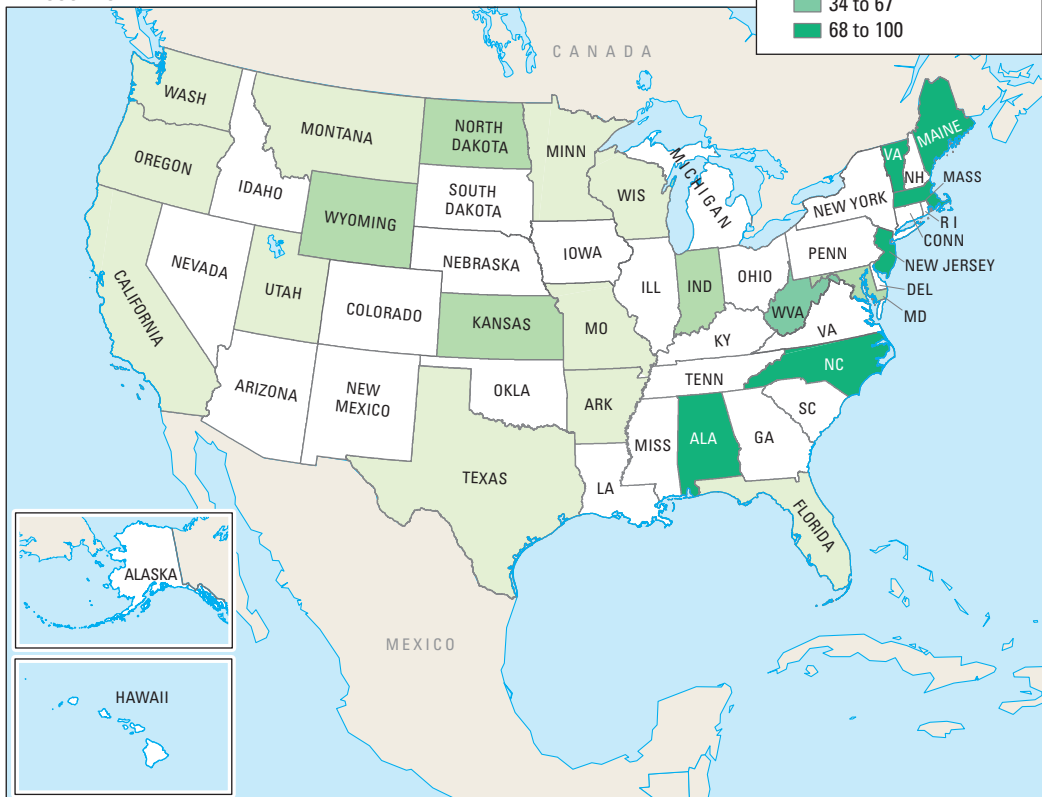 34 to 67
68 to 100
CANADA
WASH
MONTANA
NORTH
DAKOTA
MINN
OREGON
IDAHO
SOUTH
DAKOTA
WIS
MICHIGAN
VA
MAINE
NH
MASS
WYOMING
NEW YORK
R I
CONN
NEVADA
NEBRASKA
IOWA
PENN
NEW JERSEY
UTAH
ILL
IND
OHIO
DEL
CALIFORNIA
COLORADO
KANSAS
MO
WVA
MD
KY
VA
ARIZONA
NEW
MEXICO
OKLA
TENN
NC
ARK
SC
MISS
ALA
GA
TEXAS
LA
FLORIDA
ALASKA
MEXICO
HAWAII